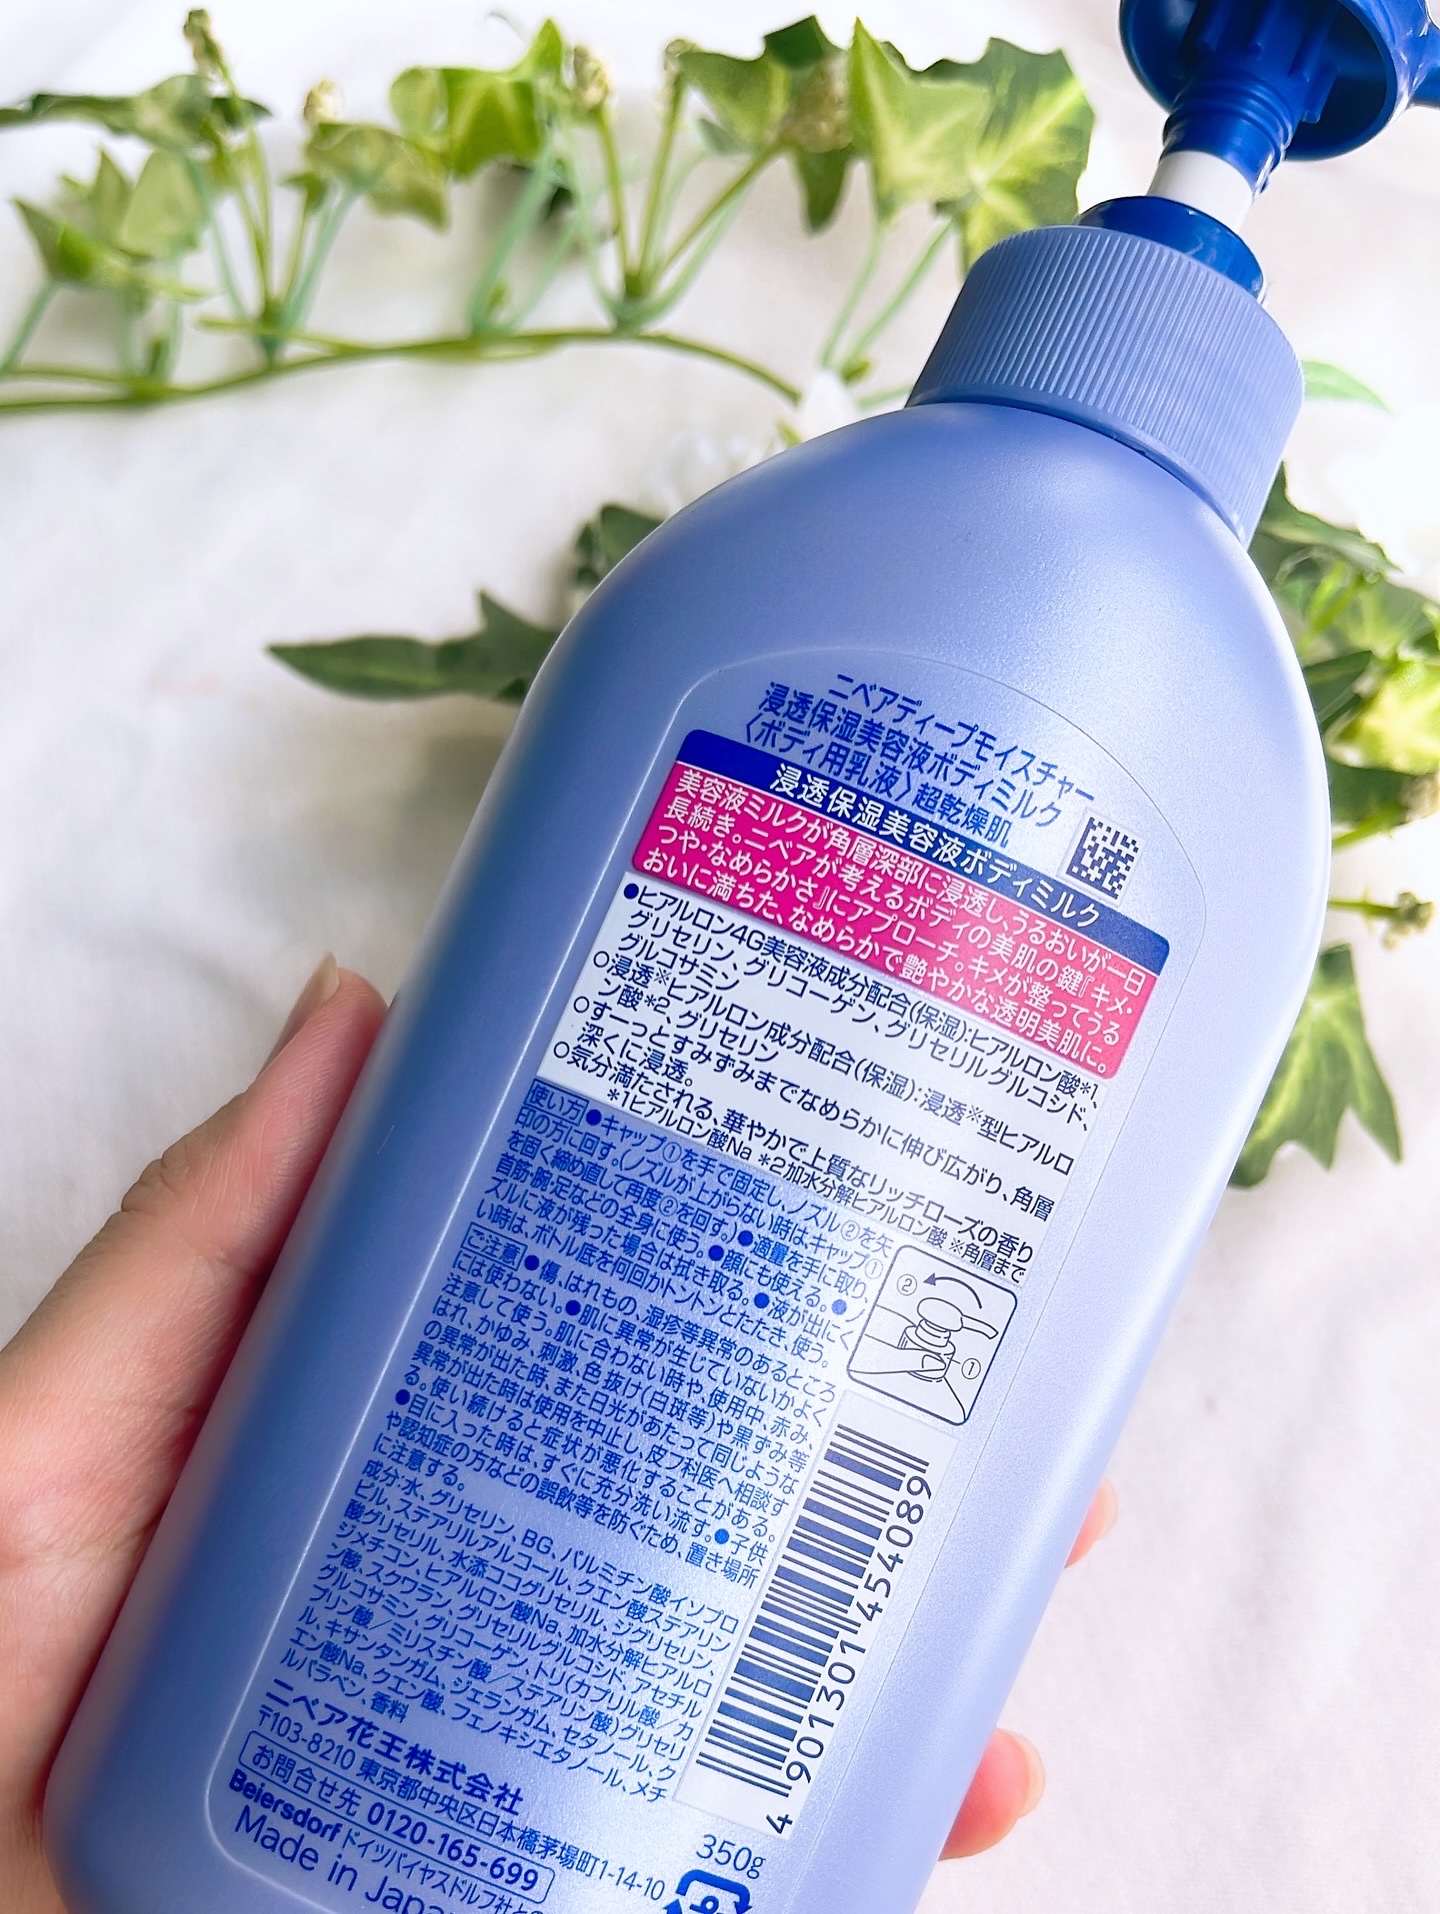 ニベアディープモイスチャー
浸透保湿美容液ボディミルク
〈ボディ用乳液〉超乾燥肌
浸透保湿美容液ボディミルク
美容液ミルクが角層深部に浸透し、うるおいが一日
長続き。ニベアが考えるボディの美肌の鍵『キメ・
つや・なめらかさ』にアプローチ。キメが整ってうる
おいに満ちた、なめらかで艶やかな透明美肌に。
●ヒアルロン4G美容液成分配合(保湿):ヒアルロン酸*1、
グリセリン、グリコーゲン、グリセリルグルコシド、
グルコサミン
○浸透※ヒアルロン成分配合(保湿):浸透※型ヒアルロ
ン酸*2、グリセリン
○すーっとすみずみまでなめらかに伸び広がり、角層
深くに浸透。
○気分満たされる、華やかで上質なリッチローズの香り
*1ヒアルロン酸Na *2加水分解ヒアルロン酸 ※角層まで
使い方 ●キャップ①を手で固定し、ノズル②を矢
印の方に回す。(ノズルが上がらない時はキャップ①
を固く締め直して再度②を回す。)●適量を手に取り、
首筋・腕・足などの全身に使う。●顔にも使える。●ノ
ズルに液が残った場合は拭き取る。●液が出にく
い時は、ボトル底を何回かトントンとたたき、使う。
ご注意 ●傷、はれもの、湿疹等異常のあるところ
には使わない。●肌に異常が生じていないかよく
注意して使う。肌に合わない時や、使用中、赤み、
はれ、かゆみ、刺激、色抜け(白斑等)や黒ずみ等
の異常が出た時、また日光があたって同じような
異常が出た時は使用を中止し、皮フ科医へ相談す
る。使い続けると症状が悪化することがある。
●目に入った時は、すぐに充分洗い流す。●子供
や認知症の方などの誤飲等を防ぐため、置き場所
に注意する。
② ①
成分:水、グリセリン、BG、パルミチン酸イソプロ
ピル、ステアリルアルコール、クエン酸ステアリン
酸グリセリル、水添ココグリセリル、ジグリセリン、
ジメチコン、ヒアルロン酸Na、加水分解ヒアルロ
ン酸、スクワラン、グリセリルグルコシド、アセチル
グルコサミン、グリコーゲン、トリ(カプリル酸/カ
プリン酸/ミリスチン酸/ステアリン酸)グリセリ
ル、キサンタンガム、ジェランガム、セタノール、ク
エン酸Na、クエン酸、フェノキシエタノール、メチ
ルパラベン、香料
4 901301 454089
ニベア花王株式会社
〒103-8210 東京都中央区日本橋茅場町1-14-10
お問合せ先 0120-165-699
Beiersdorf ドイツバイヤスドルフ社と
Made in Japa
350g